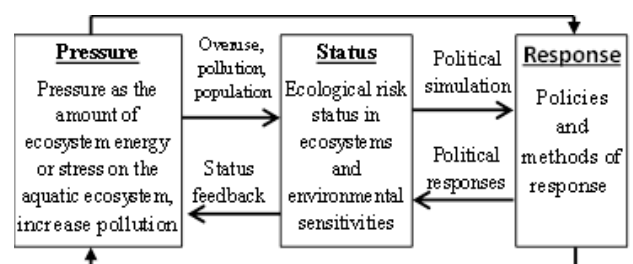 Pressure
Pressure as the
amount of
ecosystem energy
or stress on the
aquatic ecosystem,
increase pollution
Overuse,
pollution,
population
Status
feedback
Status
Ecological risk
status in
ecosystems
and
environmental
sensitivities
Political
simulation
Political
responses
Response
Policies
and
methods of
response